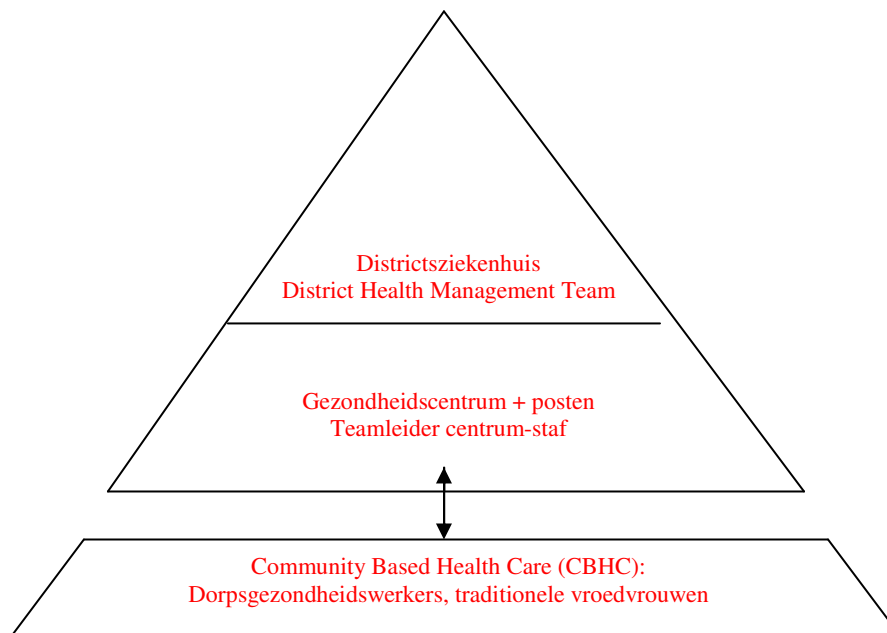 Districtsziekenhuis
District Health Management Team
Gezondheidscentrum + posten
Teamleider centrum-staf
Community Based Health Care (CBHC):
Dorpsgezondheidswerkers, traditionele vroedvrouwen